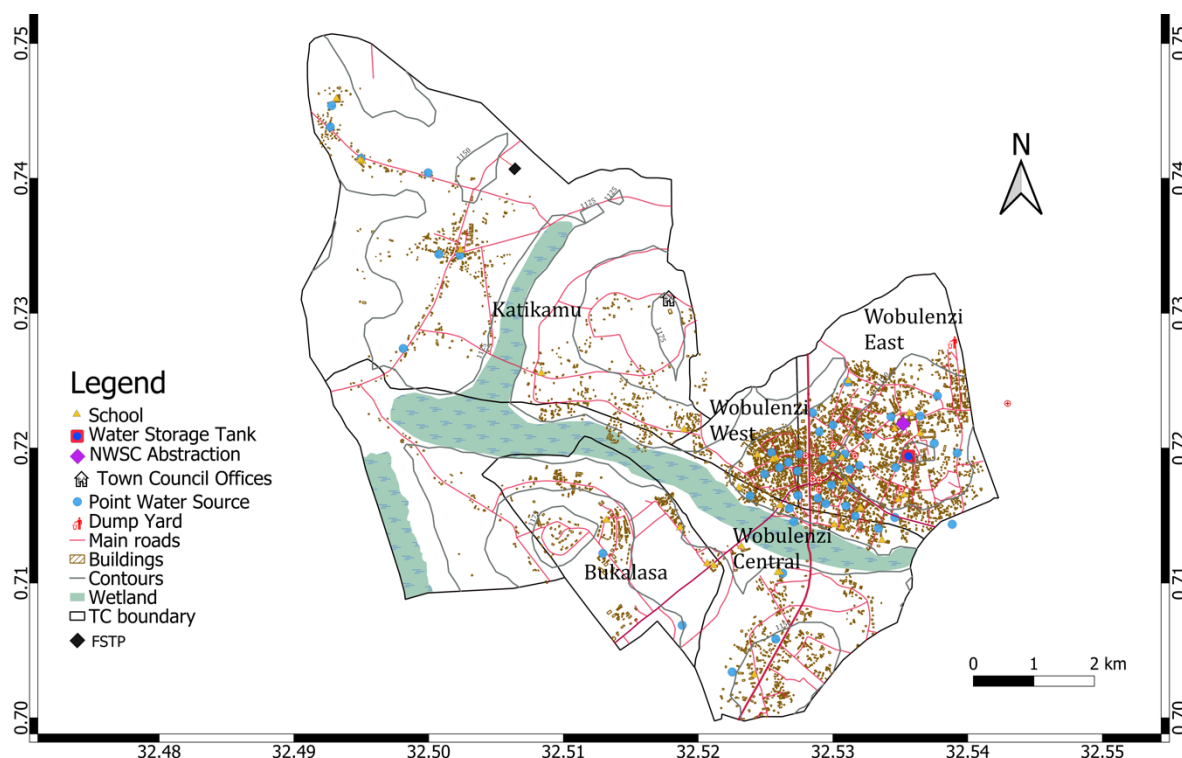 0.75
0.75
N
1150
0.74
0.74
1125
1125
0.73
0.73
Katikamu
Wobulenzi
East
1175
Legend
School
Water Storage Tank
NWSC Abstraction
Town Council Offices
Point Water Source
Dump Yard
Main roads
Buildings
Contours
Wetland
TC boundary
FSTP
0.72
0.72
Wobulenzi
West
Wobulenzi
Central
Bukalasa
0.71
0.71
0 1 2 km
0.70
0.70
32.48 32.49 32.50 32.51 32.52 32.53 32.54 32.55